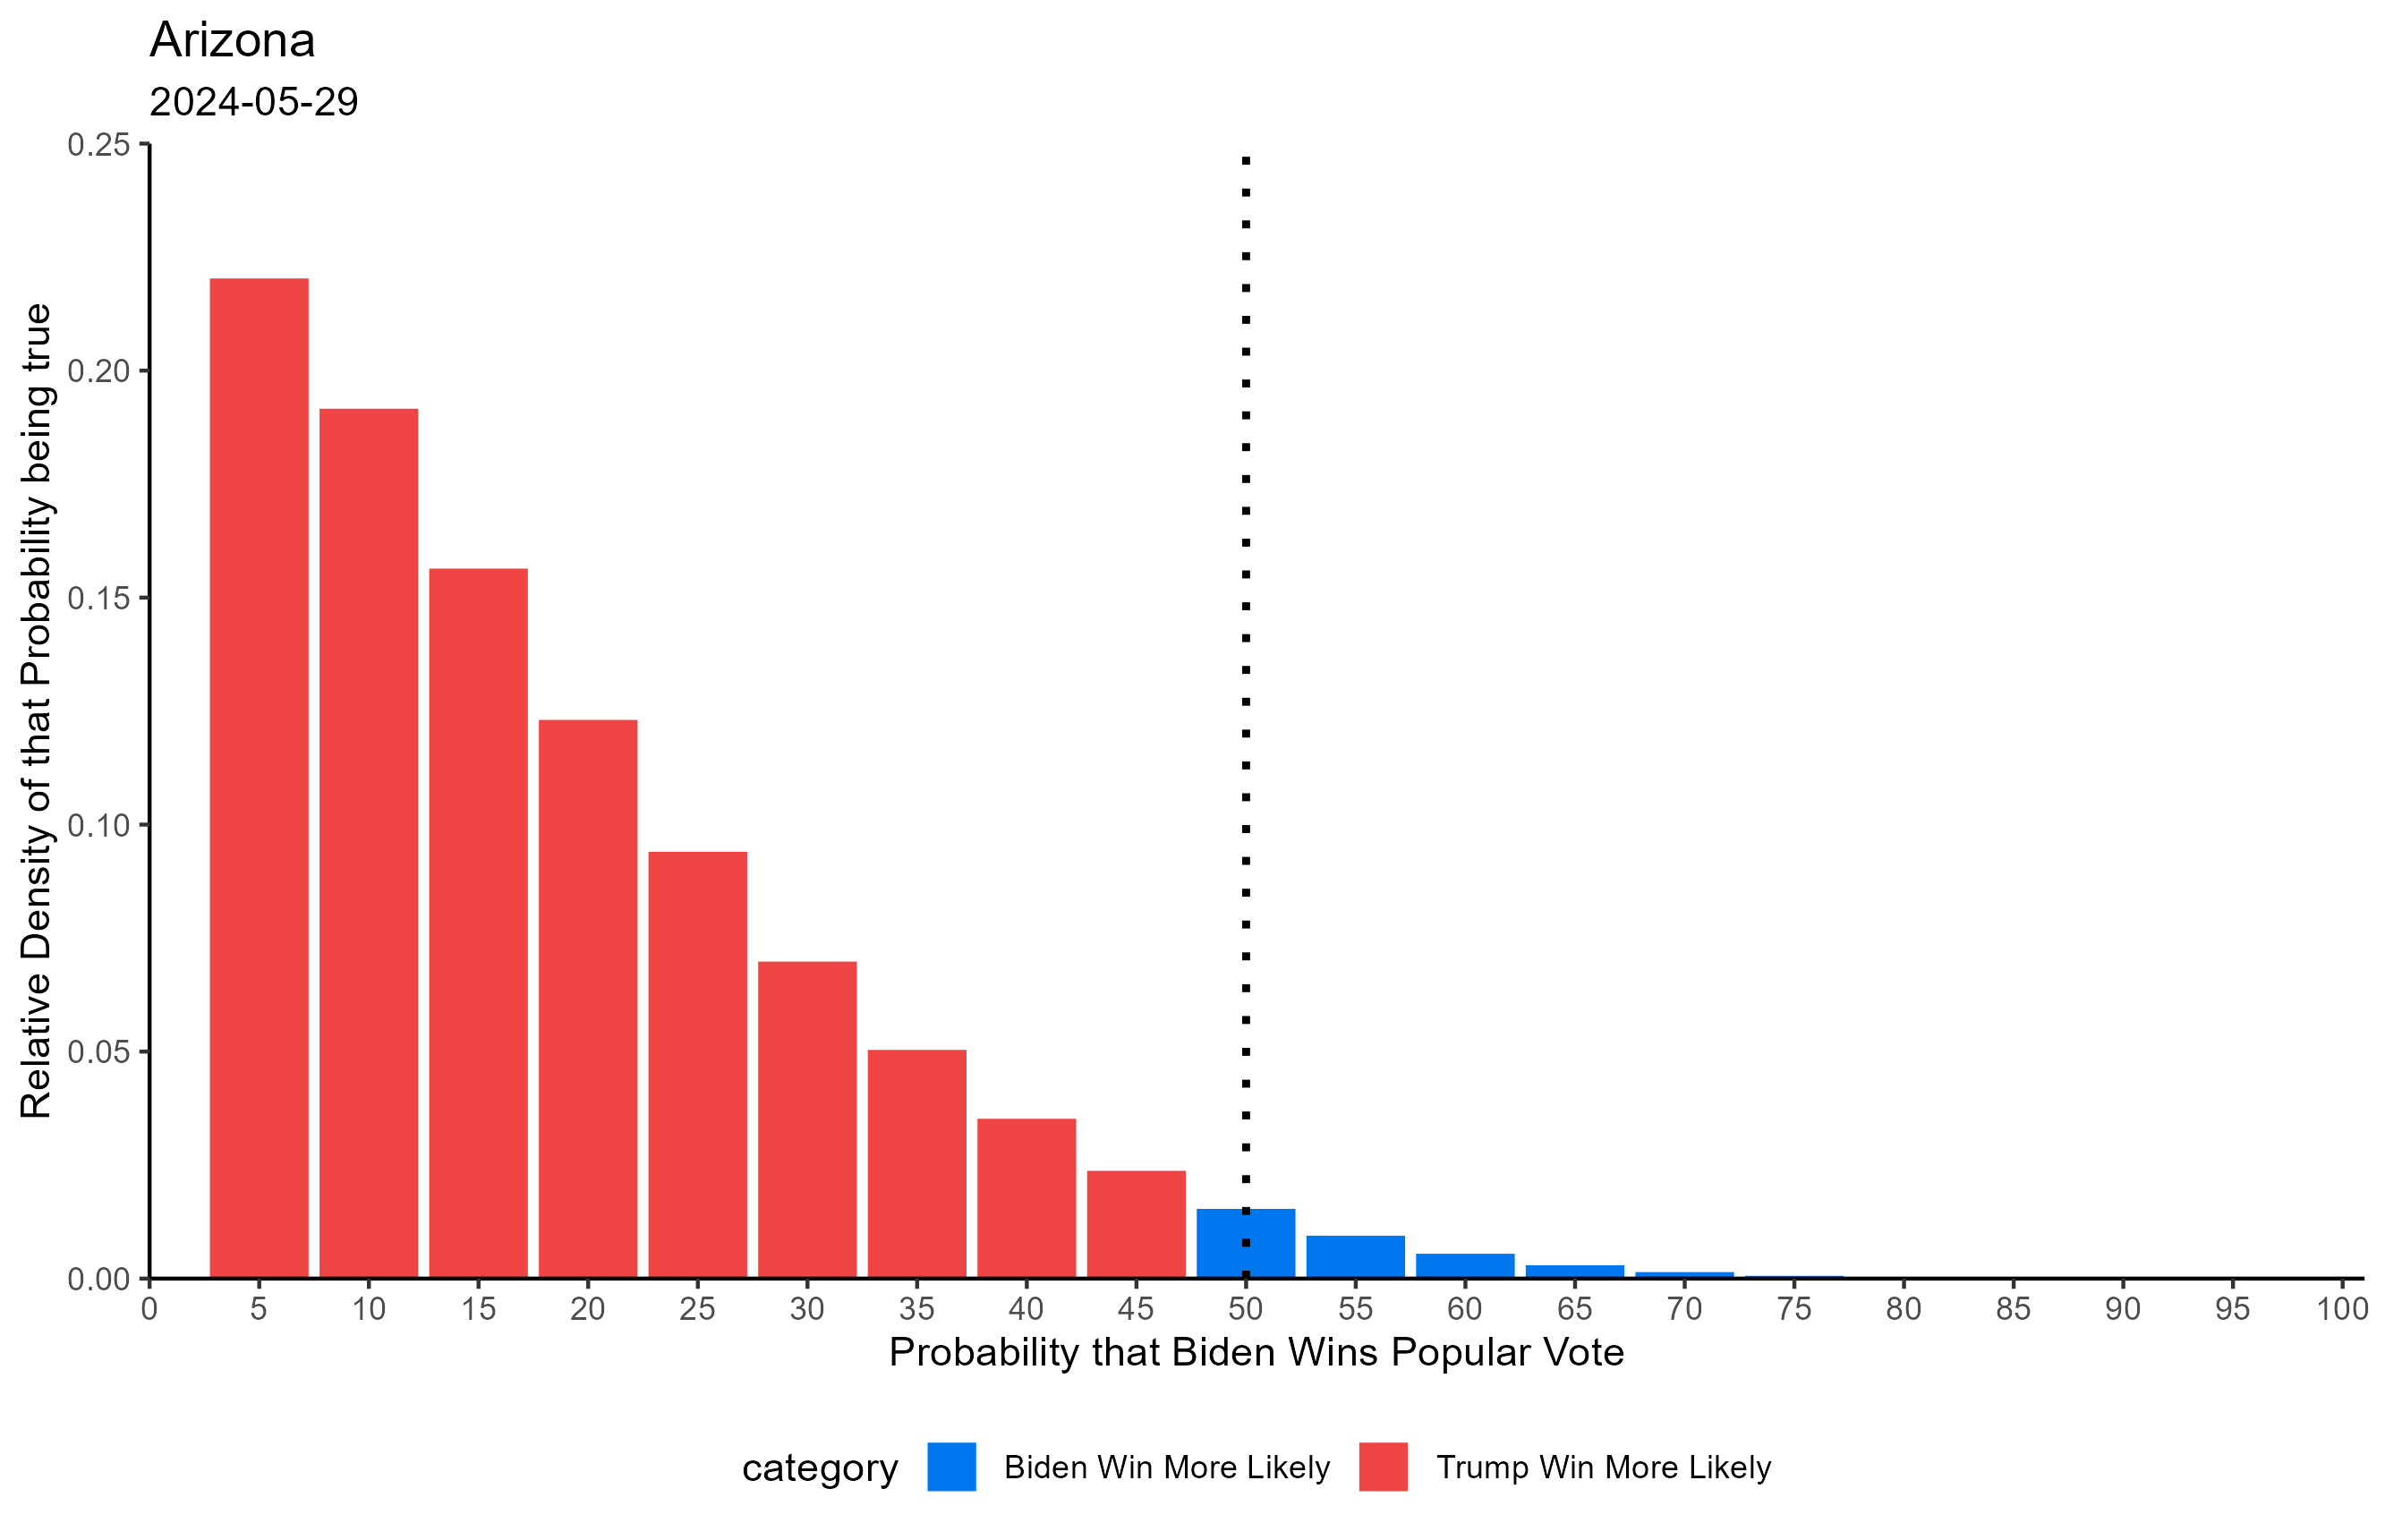 Arizona
2024-05-29
Relative Density of that Probability being true
0.25
0.20
0.15
0.10
0.05
0.00
0 5 10 15 20 25 30 35 40 45 50 55 60 65 70 75 80 85 90 95 100
Probability that Biden Wins Popular Vote
category Biden Win More Likely Trump Win More Likely